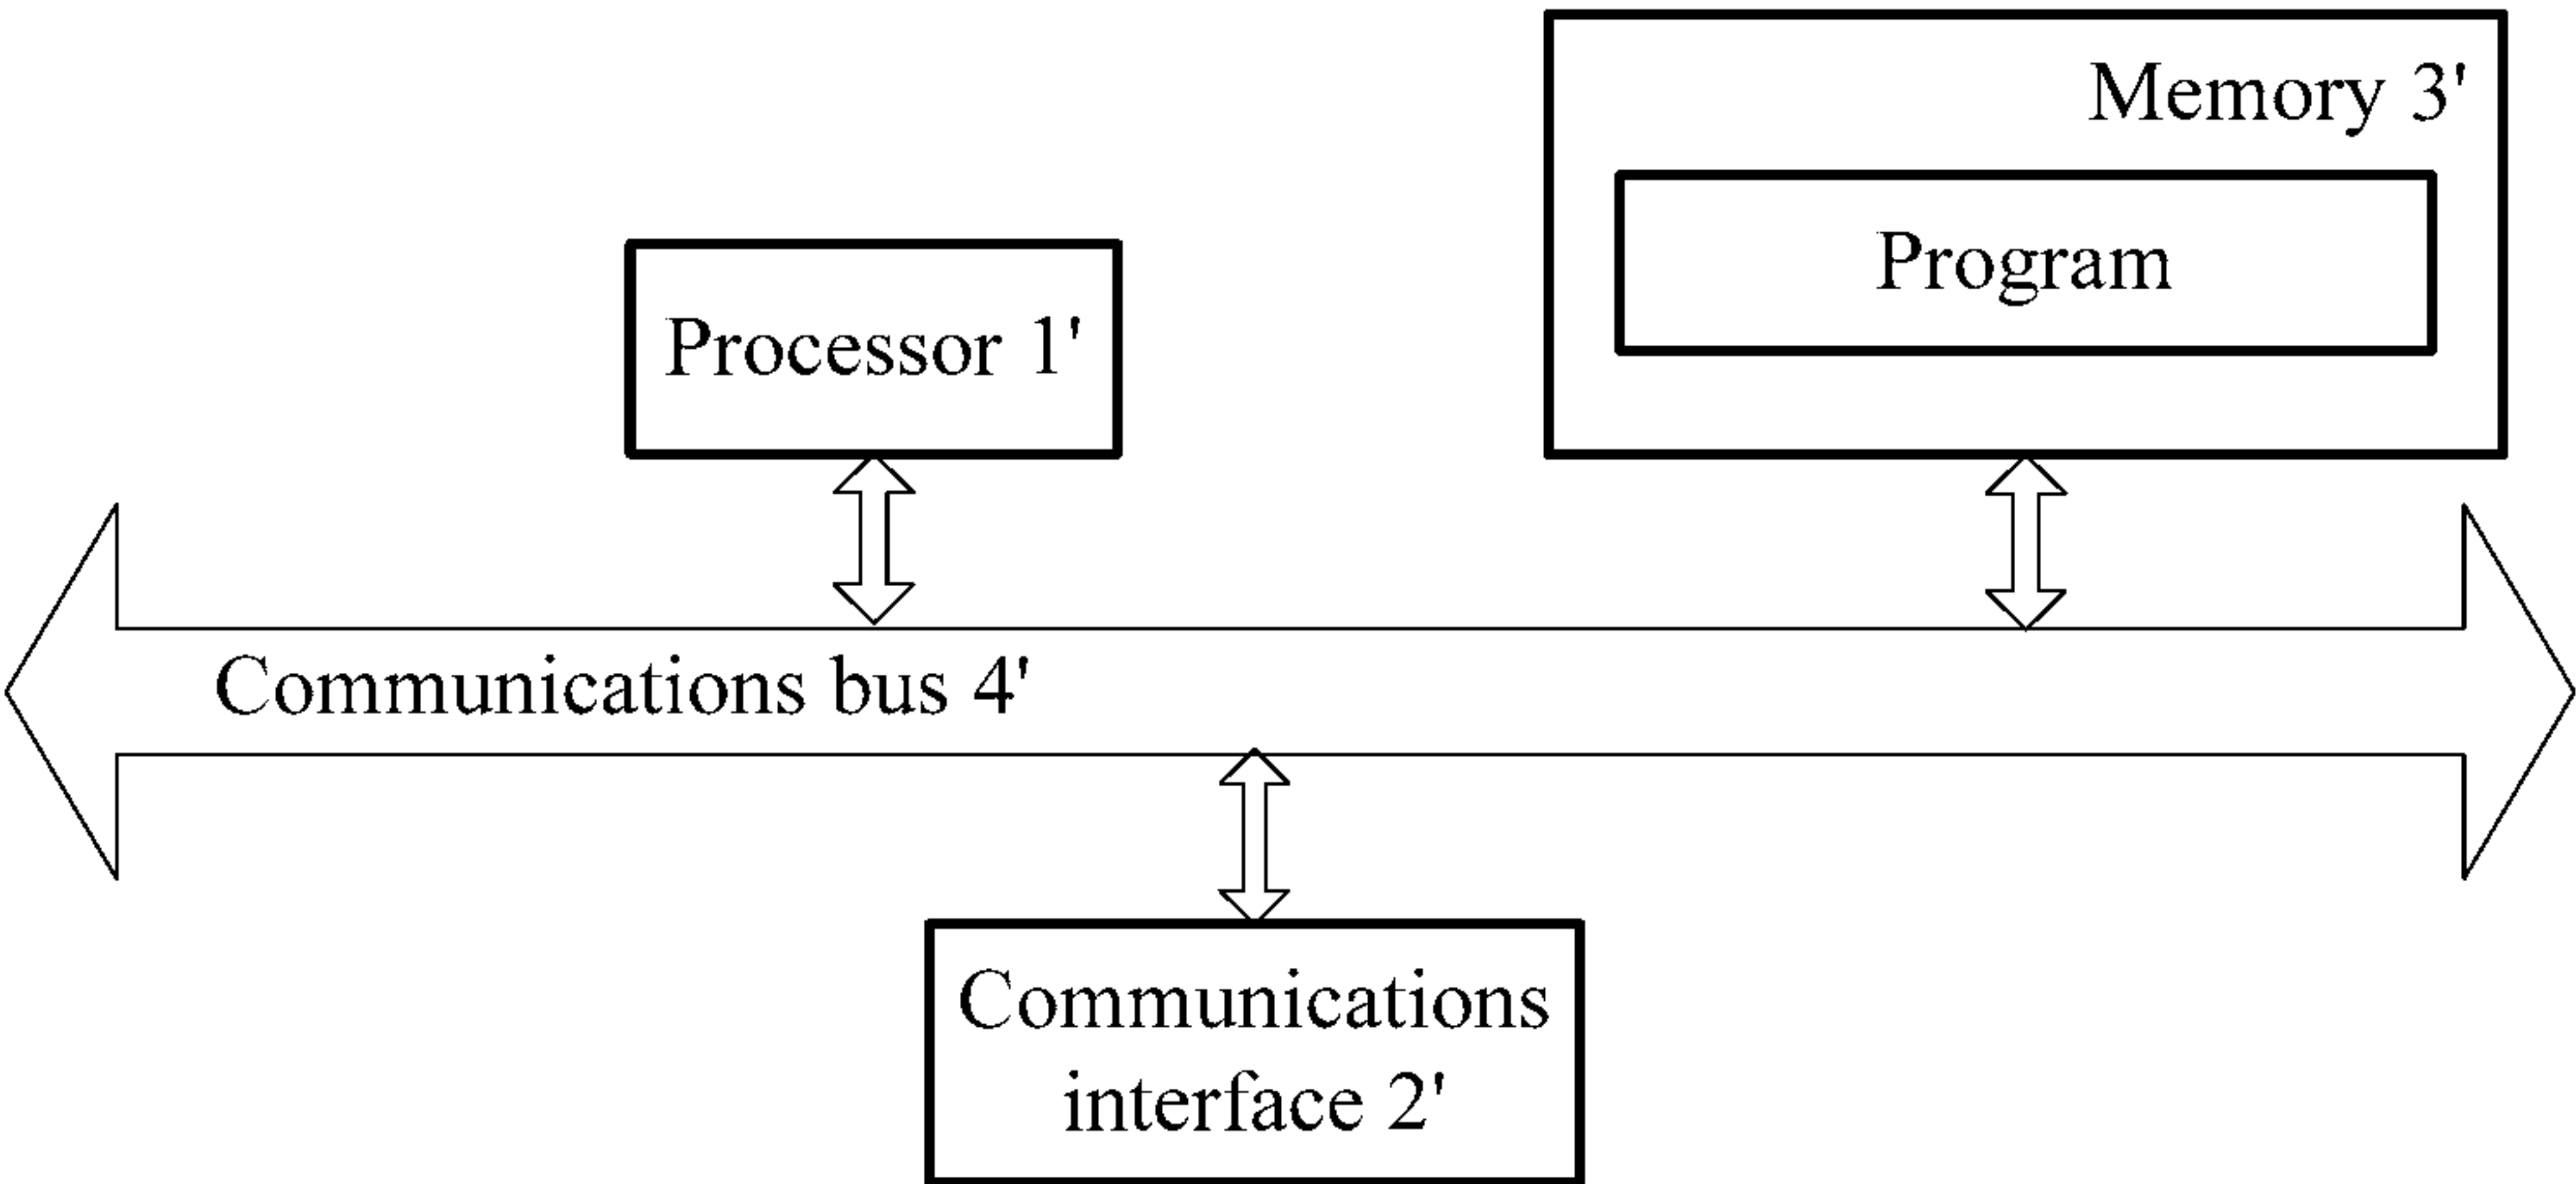 Memory 3'
Program
Processor 1'
Communications bus 4'
Communications
interface 2'